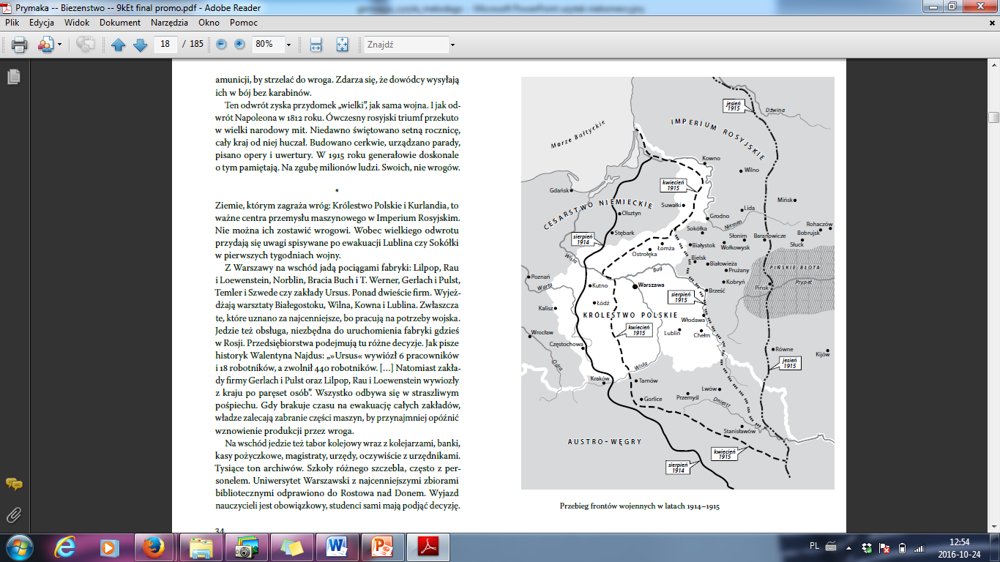 Prymaka -- Biezenstwo -- 9kEt final promo.pdf - Adobe Reader
Plik Edycja Widok Dokument Narzędzia Okno Pomoc
18 / 185 80% Znajdź
amunicji, by strzelać do wroga. Zdarza się, że dowódcy wysyłają
ich w bój bez karabinów.
Ten odwrót zyska przydomek „wielki”, jak sama wojna. I jak od-
wrót Napoleona w 1812 roku. Ówczesny rosyjski triumf przekuto
w wielki narodowy mit. Niedawno świętowano setną rocznicę,
cały kraj od niej huczał. Budowano cerkwie, urządzano parady,
pisano opery i uwertury. W 1915 roku generałowie doskonale
o tym pamiętają. Na zgubę milionów ludzi. Swoich, nie wrogów.
*
Ziemie, którym zagraża wróg: Królestwo Polskie i Kurlandia, to
ważne centra przemysłu maszynowego w Imperium Rosyjskim.
Nie można ich zostawić wrogowi. Wobec wielkiego odwrotu
przydają się uwagi spisywane po ewakuacji Lublina czy Sokółki
w pierwszych tygodniach wojny.
Z Warszawy na wschód jadą pociągami fabryki: Lilpop, Rau
i Loewenstein, Norblin, Bracia Buch i T. Werner, Gerlach i Pulst,
Temler i Szwede czy zakłady Ursus. Ponad dwieście firm. Wyjeż-
dżają warsztaty Białegostoku, Wilna, Kowna i Lublina. Zwłaszcza
te, które uznano za najcenniejsze, bo pracują na potrzeby wojska.
Jedzie też obsługa, niezbędna do uruchomienia fabryki gdzieś
w Rosji. Przedsiębiorstwa podejmują tu różne decyzje. Jak pisze
historyk Walentyna Najdus: „»Ursus« wywiózł 6 pracowników
i 18 robotników, a zwolnił 440 robotników. […] Natomiast zakła-
dy firmy Gerlach i Pulst oraz Lilpop, Rau i Loewenstein wywiozły
z kraju po paręset osób”. Wszystko odbywa się w straszliwym
pośpiechu. Gdy brakuje czasu na ewakuację całych zakładów,
władze zalecają zabranie części maszyn, by przynajmniej opóźnić
wznowienie produkcji przez wroga.
Na wschód jedzie też tabor kolejowy wraz z kolejarzami, banki,
kasy pożyczkowe, magistraty, urzędy, oczywiście z urzędnikami.
Tysiące ton archiwów. Szkoły różnego szczebla, często z per-
sonelem. Uniwersytet Warszawski z najcenniejszymi zbiorami
bibliotecznymi odprawiono do Rostowa nad Donem. Wyjazd
nauczycieli jest obowiązkowy, studenci sami mają podjąć decyzję.
34
jesień
1915
Dźwina
Morze Bałtyckie
IMPERIUM ROSYJSKIE
Kowno
Wilno
kwiecień
1915
Gdańsk
CESARSTWO NIEMIECKIE
Suwałki
Mińsk
Olsztyn
Lida
Grodno
Niemen
Rohaczów
Bobrujsk
sierpień
1914
Stębark
Sokółka
Słonim
Baranowicze
Słuck
Białystok
Wołkowysk
Łomża
Ostrołęka
Bielsk
Białowieża
Wisła
Prużany
PIŃSKIE BŁOTA
Bug
Poznań
Kutno
Warszawa
Kobryń
Pińsk
Prypeć
Warta
Brześć
sierpień
1915
Łódź
Kalisz
KRÓLESTWO POLSKIE
Włodawa
kwiecień
1915
Lublin
Chełm
Wrocław
Częstochowa
Równe
Kijów
Odra
Wisła
jesień
1915
Kraków
Tarnów
Lwów
Gorlice
Przemyśl
Dniestr
Stanisławów
AUSTRO-WĘGRY
kwiecień
1915
sierpień
1914
Przebieg frontów wojennych w latach 1914–1915
PL 12:54
2016-10-24